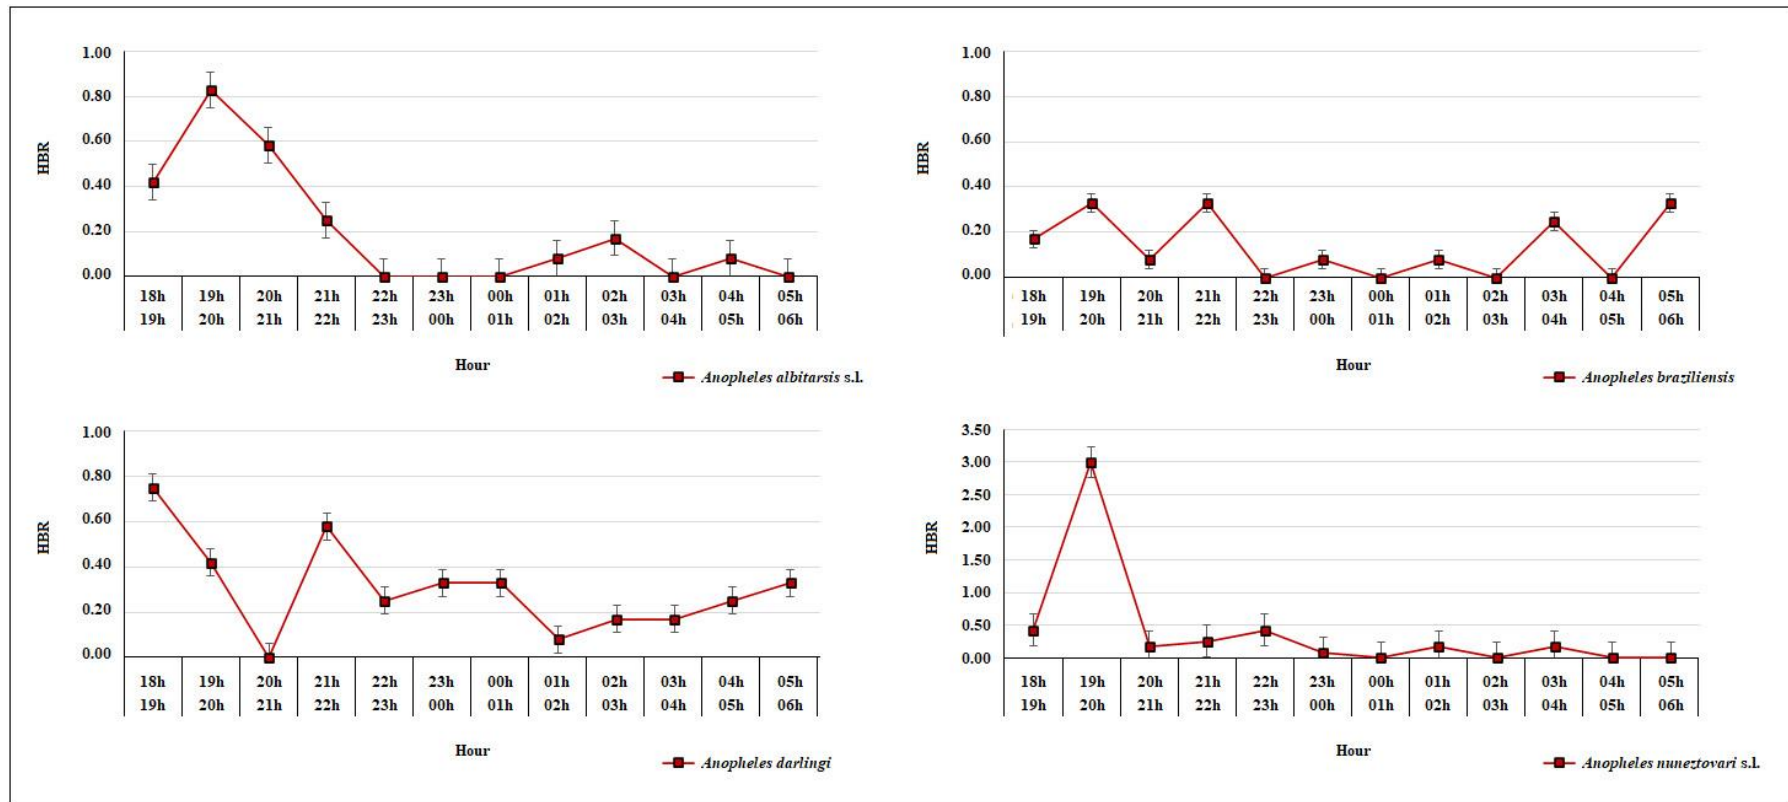 1.00
0.80
0.60
0.40
0.20
0.00
HBR
18h 19h 20h 21h 22h 23h 00h 01h 02h 03h 04h 05h
19h 20h 21h 22h 23h 00h 01h 02h 03h 04h 05h 06h
Hour
Anopheles albitarsis s.l.
1.00
0.80
0.60
0.40
0.20
0.00
HBR
18h 19h 20h 21h 22h 23h 00h 01h 02h 03h 04h 05h
19h 20h 21h 22h 23h 00h 01h 02h 03h 04h 05h 06h
Hour
Anopheles braziliensis
1.00
0.80
0.60
0.40
0.20
0.00
HBR
18h 19h 20h 21h 22h 23h 00h 01h 02h 03h 04h 05h
19h 20h 21h 22h 23h 00h 01h 02h 03h 04h 05h 06h
Hour
Anopheles darlingi
3.50
3.00
2.50
2.00
1.50
1.00
0.50
0.00
HBR
18h 19h 20h 21h 22h 23h 00h 01h 02h 03h 04h 05h
19h 20h 21h 22h 23h 00h 01h 02h 03h 04h 05h 06h
Hour
Anopheles nuneztovari s.l.